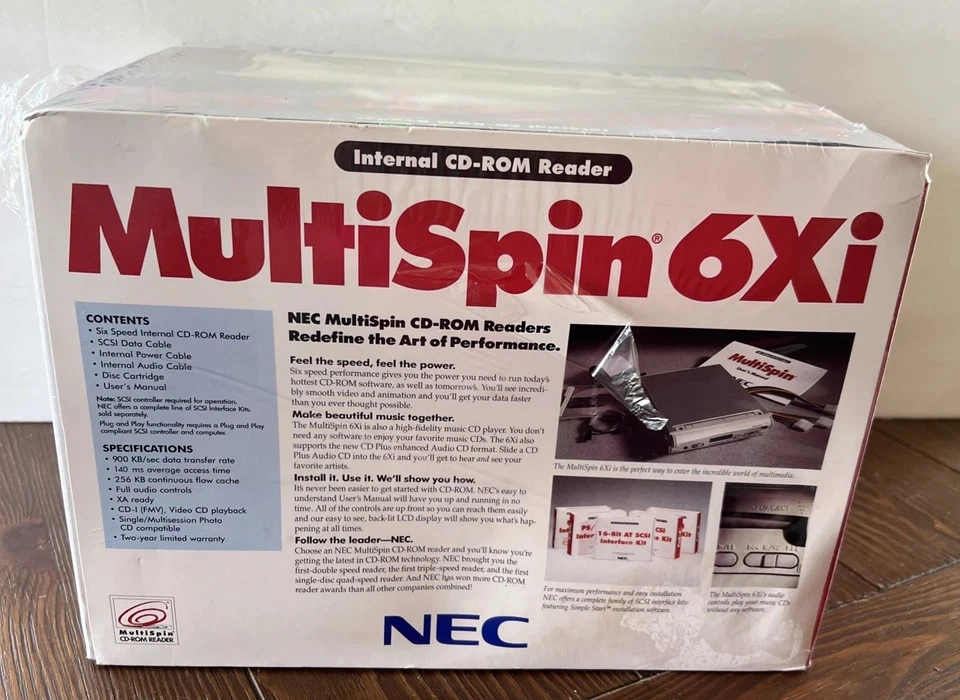 Internal CD-ROM Reader
MultiSpin® 6Xi
CONTENTS
• Six Speed Internal CD-ROM Reader
• SCSI Data Cable
• Internal Power Cable
• Internal Audio Cable
• Disc Cartridge
• User's Manual
Note: SCSI controller required for operation.
NEC offers a complete line of SCSI Interface Kits,
sold separately.
Plug and Play functionality requires a Plug and Play
compliant SCSI controller and computer.
SPECIFICATIONS
• 900 KB/sec data transfer rate
• 140 ms average access time
• 256 KB continuous flow cache
• Full audio controls
• XA ready
• CD-I (FMV), Video CD playback
• Single/Multisession Photo
CD compatible
• Two-year limited warranty
MultiSpin®
CD-ROM READER
NEC MultiSpin CD-ROM Readers
Redefine the Art of Performance.
Feel the speed, feel the power.
Six speed performance gives you the power you need to run today's
hottest CD-ROM software, as well as tomorrows. You'll see incredi-
bly smooth video and animation and you'll get your data faster
than you ever thought possible.
Make beautiful music together.
The MultiSpin 6Xi is also a high-fidelity music CD player. You don't
need any software to enjoy your favorite music CDs. The 6Xi also
supports the new CD Plus enhanced Audio CD format. Slide a CD
Plus Audio CD into the 6Xi and you'll get to hear and see your
favorite artists.
Install it. Use it. We'll show you how.
It's never been easier to get started with CD-ROM. NEC's easy to
understand User's Manual will have you up and running in no
time. All of the controls are up front so you can reach them easily
and our easy to see, back-lit LCD display will show you what's hap-
pening at all times.
Follow the leader—NEC.
Choose an NEC MultiSpin CD-ROM reader and you'll know you're
getting the latest in CD-ROM technology. NEC brought you the
first-double speed reader, the first triple-speed reader, and the first
single-disc quad-speed reader. And NEC has won more CD-ROM
reader awards than all other companies combined!
NEC
MultiSpin
User's Manual
NEC
The MultiSpin 6Xi is the perfect way to enter the incredible world of multimedia.
PS/
Inter
16-Bit AT SCSI
Interface Kit
CSI
Kit
For maximum performance and easy installation
NEC offers a complete family of SCSI interface kits
featuring Simple Start™ installation software.
The MultiSpin 6Xi's audio
controls play your music CDs
without any software.